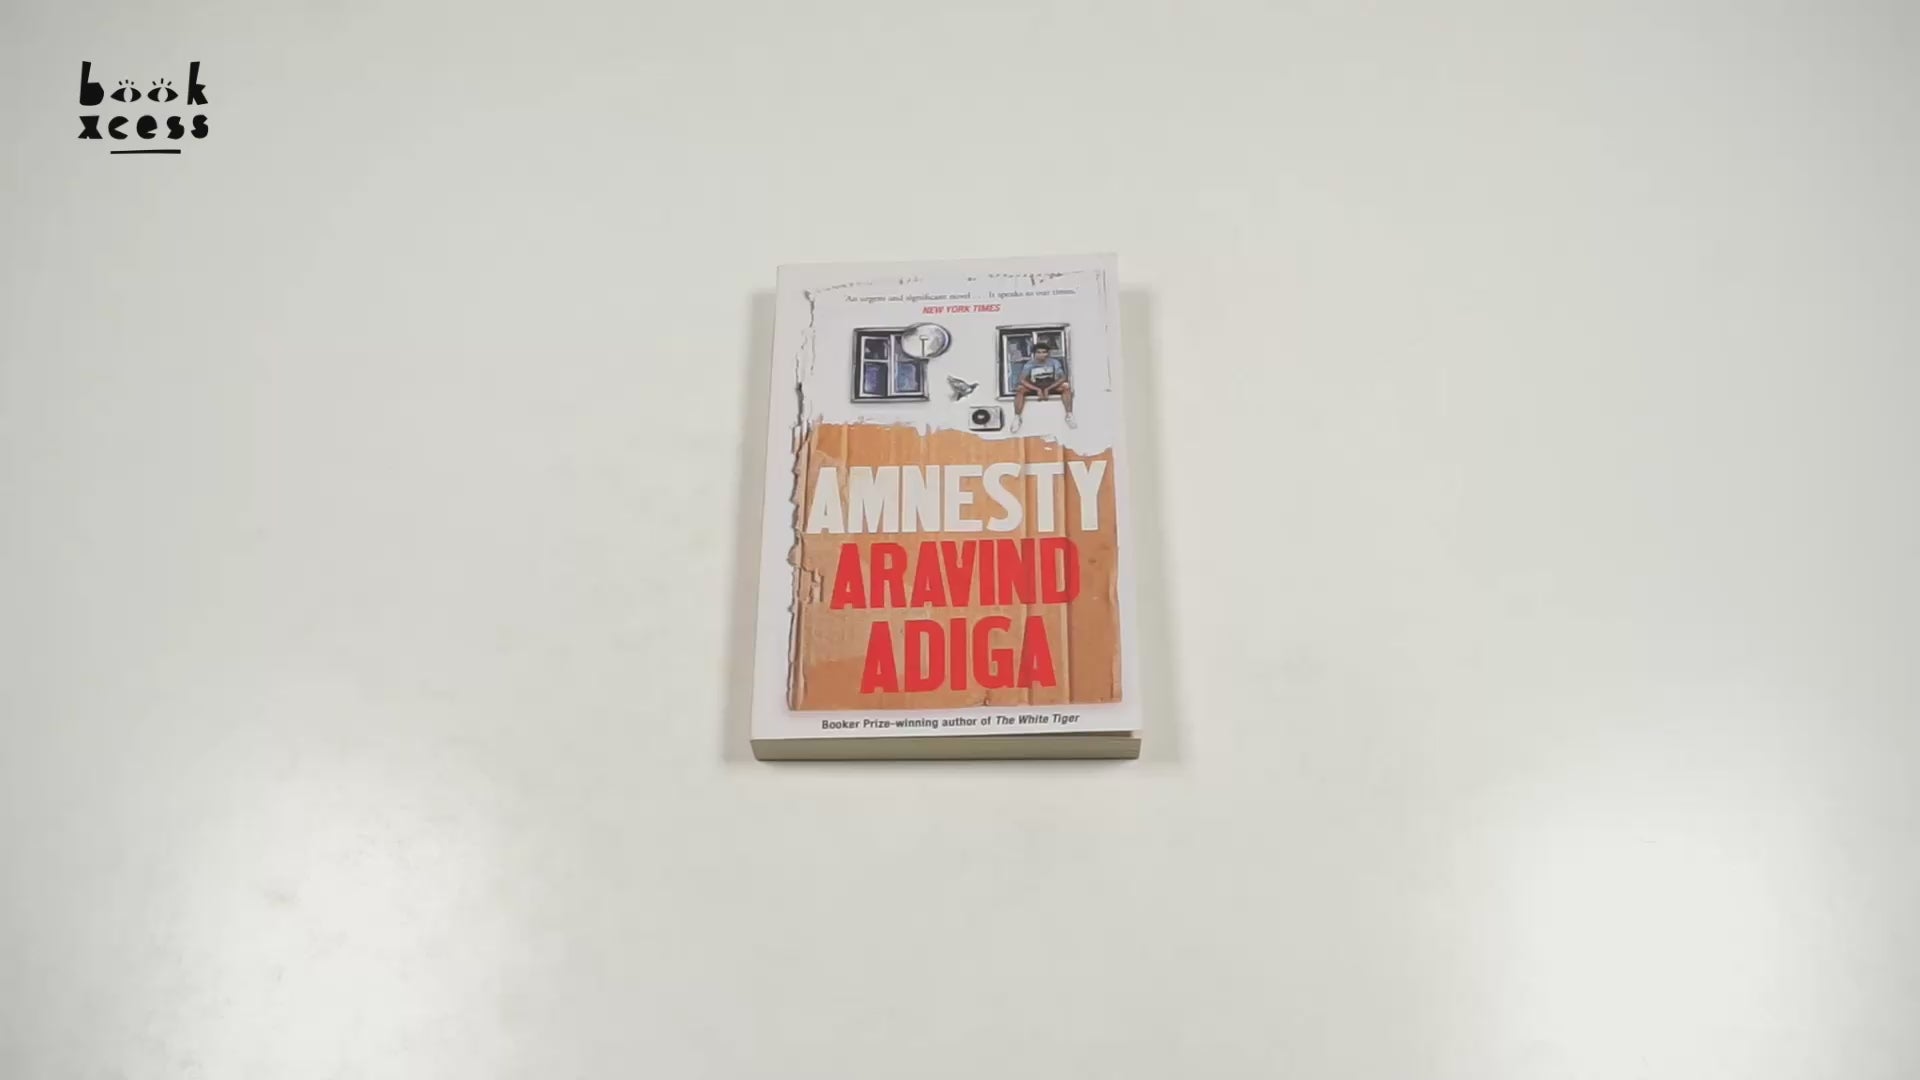 book
xcess
'An urgent and significant novel . . . It speaks to our times.'
NEW YORK TIMES
AMNESTY
ARAVIND
ADIGA
Booker Prize-winning author of The White Tiger